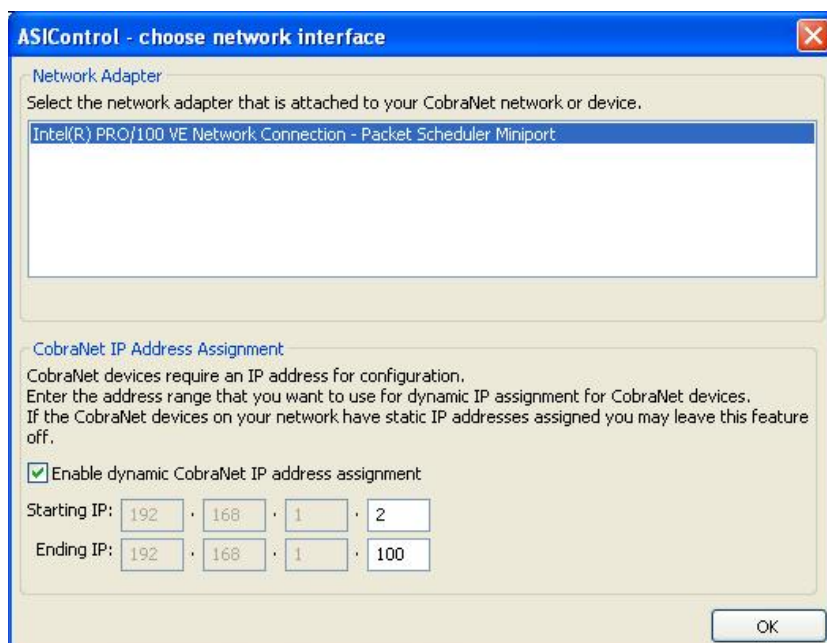 ASIControl - choose network interface
Network Adapter
Select the network adapter that is attached to your CobraNet network or device.
Intel(R) PRO/100 VE Network Connection - Packet Scheduler Miniport
CobraNet IP Address Assignment
CobraNet devices require an IP address for configuration.
Enter the address range that you want to use for dynamic IP assignment for CobraNet devices.
If the CobraNet devices on your network have static IP addresses assigned you may leave this feature
off.
Enable dynamic CobraNet IP address assignment
Starting IP: 192 . 168 . 1 . 2
Ending IP: 192 . 168 . 1 . 100
OK